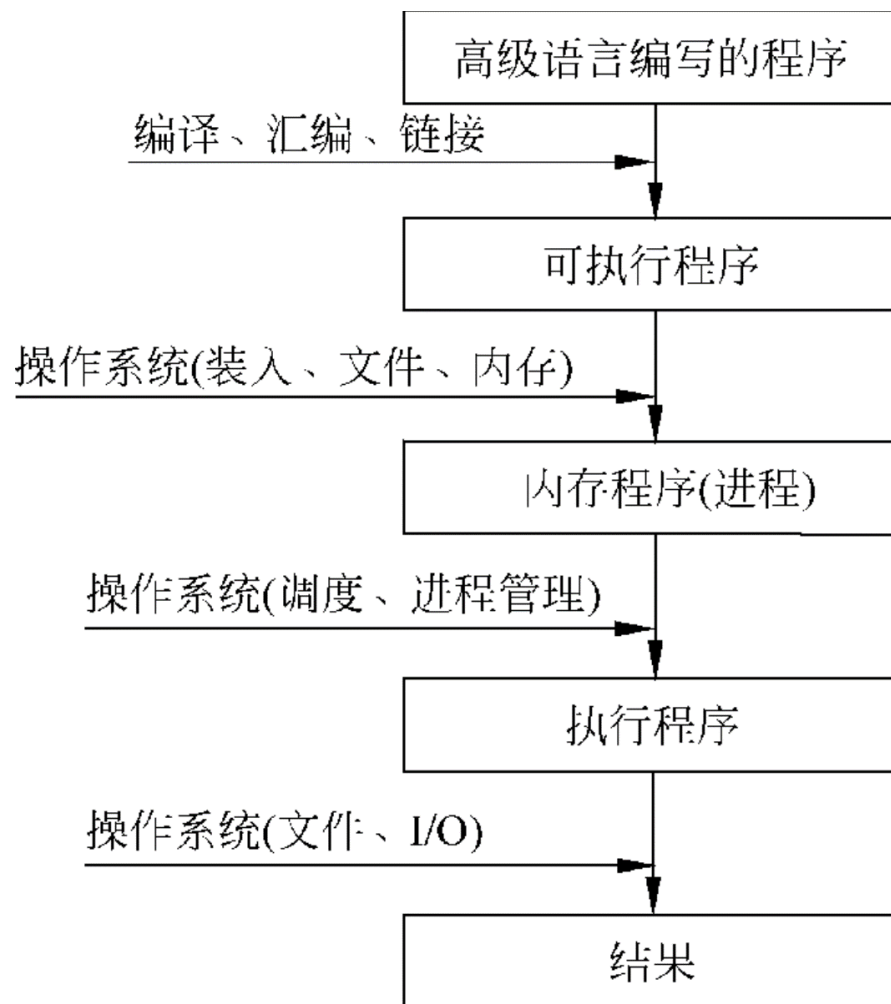 高级语言编写的程序
编译、汇编、链接
可执行程序
操作系统(装入、文件、内存)
内存程序(进程)
操作系统(调度、进程管理)
执行程序
操作系统(文件、I/O)
结果